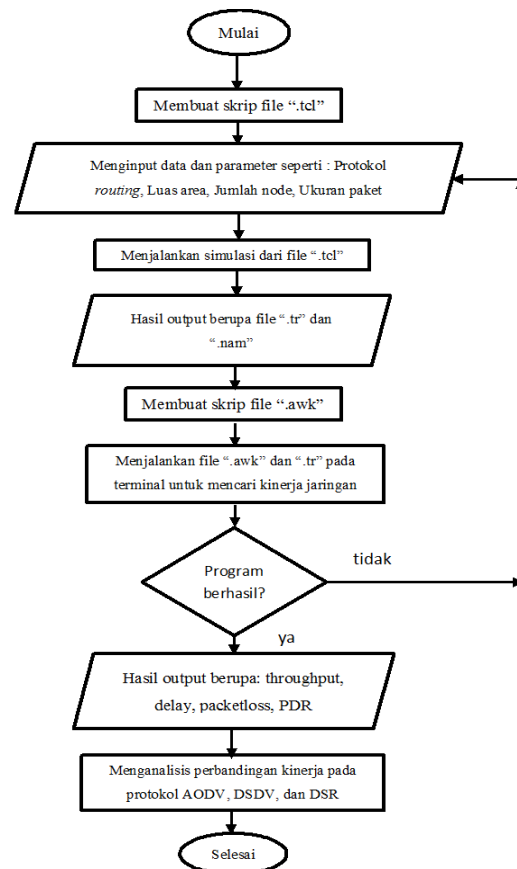 Mulai
Membuat skrip file “.tcl”
Menginput data dan parameter seperti : Protokol
routing, Luas area, Jumlah node, Ukuran paket
Menjalankan simulasi dari file “.tcl”
Hasil output berupa file “.tr” dan
“.nam”
Membuat skrip file “.awk”
Menjalankan file “.awk” dan “.tr” pada
terminal untuk mencari kinerja jaringan
Program
berhasil?
tidak
ya
Hasil output berupa: throughput,
delay, packetloss, PDR
Menganalisis perbandingan kinerja pada
protokol AODV, DSDV, dan DSR
Selesai